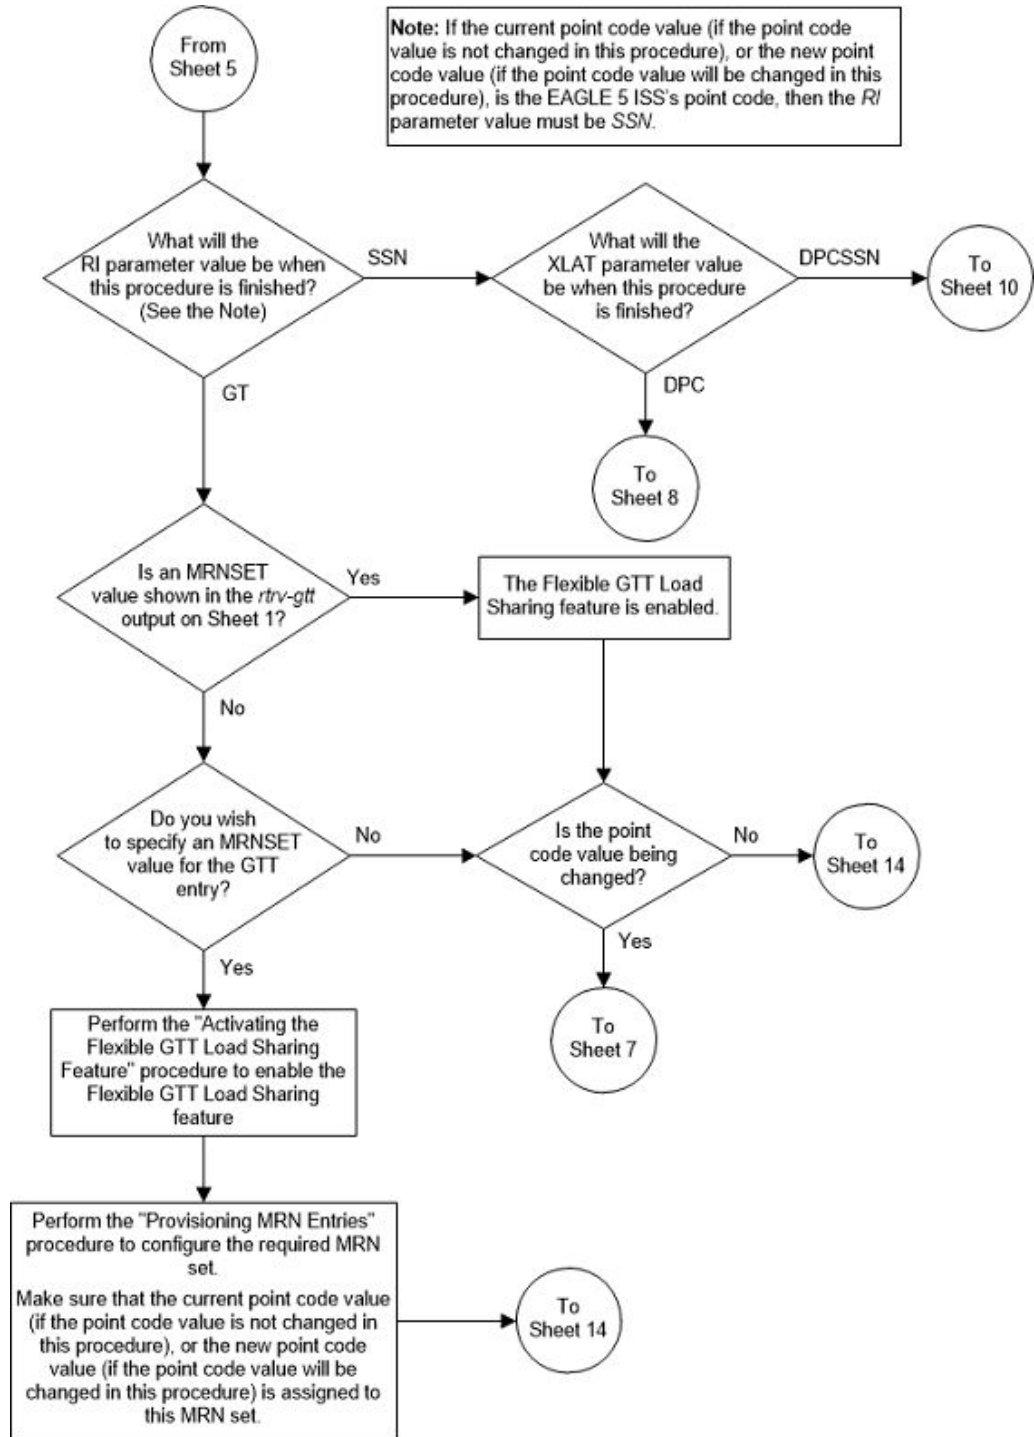 From
Sheet 5
Note: If the current point code value (if the point code
value is not changed in this procedure), or the new point
code value (if the point code value will be changed in this
procedure), is the EAGLE 5 ISS's point code, then the RI
parameter value must be SSN.
What will the
RI parameter value be when
this procedure is finished?
(See the Note)
SSN
What will the
XLAT parameter value
be when this procedure
is finished?
DPCSSN
To
Sheet 10
GT
DPC
To
Sheet 8
Is an MRNSET
value shown in the rtrv-gtt
output on Sheet 1?
Yes
The Flexible GTT Load
Sharing feature is enabled.
No
Do you wish
to specify an MRNSET
value for the GTT
entry?
No
Is the point
code value being
changed?
No
To
Sheet 14
Yes
Yes
To
Sheet 7
Perform the "Activating the
Flexible GTT Load Sharing
Feature" procedure to enable the
Flexible GTT Load Sharing
feature
Perform the "Provisioning MRN Entries"
procedure to configure the required MRN
set.
Make sure that the current point code value
(if the point code value is not changed in
this procedure), or the new point code
value (if the point code value will be
changed in this procedure) is assigned to
this MRN set.
To
Sheet 14